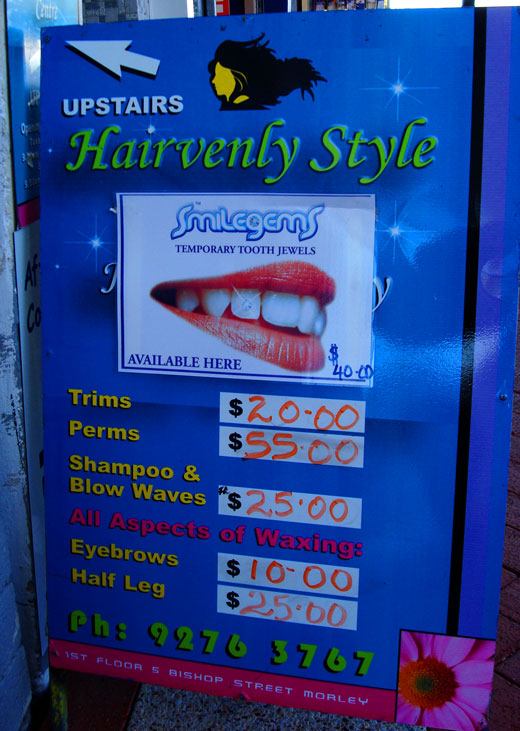 Centre
UPSTAIRS
Hairvenly Style
SMiLegemS™
TEMPORARY TOOTH JEWELS
AVAILABLE HERE
$40-00
Trims $20-00
Perms $55-00
Shampoo &
Blow Waves $25-00
All Aspects of Waxing:
Eyebrows $10-00
Half Leg $25-00
Ph: 9276 3767
1ST FLOOR 5 BISHOP STREET MORLEY